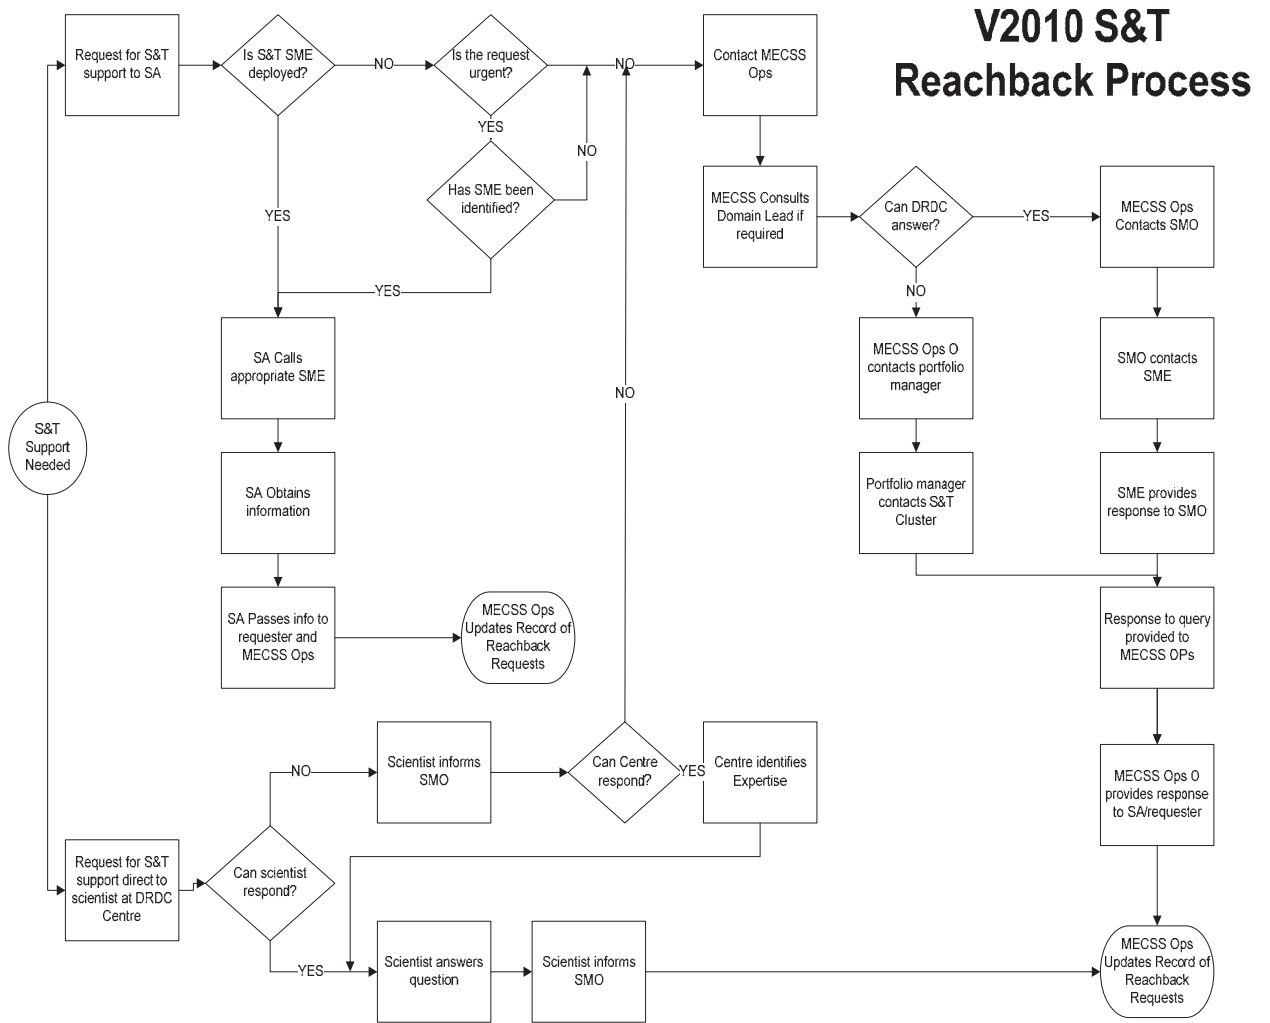 V2010 S&T
Reachback Process
Request for S&T
support to SA
Is S&T SME
deployed?
NO
Is the request
urgent?
NO
Contact MECSS
Ops
YES
NO
Has SME been
identified?
YES
YES
MECSS Consults
Domain Lead if
required
Can DRDC
answer?
YES
MECSS Ops
Contacts SMO
NO
SA Calls
appropriate SME
MECSS Ops O
contacts portfolio
manager
SMO contacts
SME
NO
S&T
Support
Needed
SA Obtains
information
Portfolio manager
contacts S&T
Cluster
SME provides
response to SMO
SA Passes info to
requester and
MECSS Ops
MECSS Ops
Updates Record of
Reachback
Requests
Response to query
provided to
MECSS OPs
NO
Scientist informs
SMO
Can Centre
respond?
YES
Centre identifies
Expertise
MECSS Ops O
provides response
to SA/requester
Request for S&T
support direct to
scientist at DRDC
Centre
Can scientist
respond?
YES
Scientist answers
question
Scientist informs
SMO
MECSS Ops
Updates Record of
Reachback
Requests